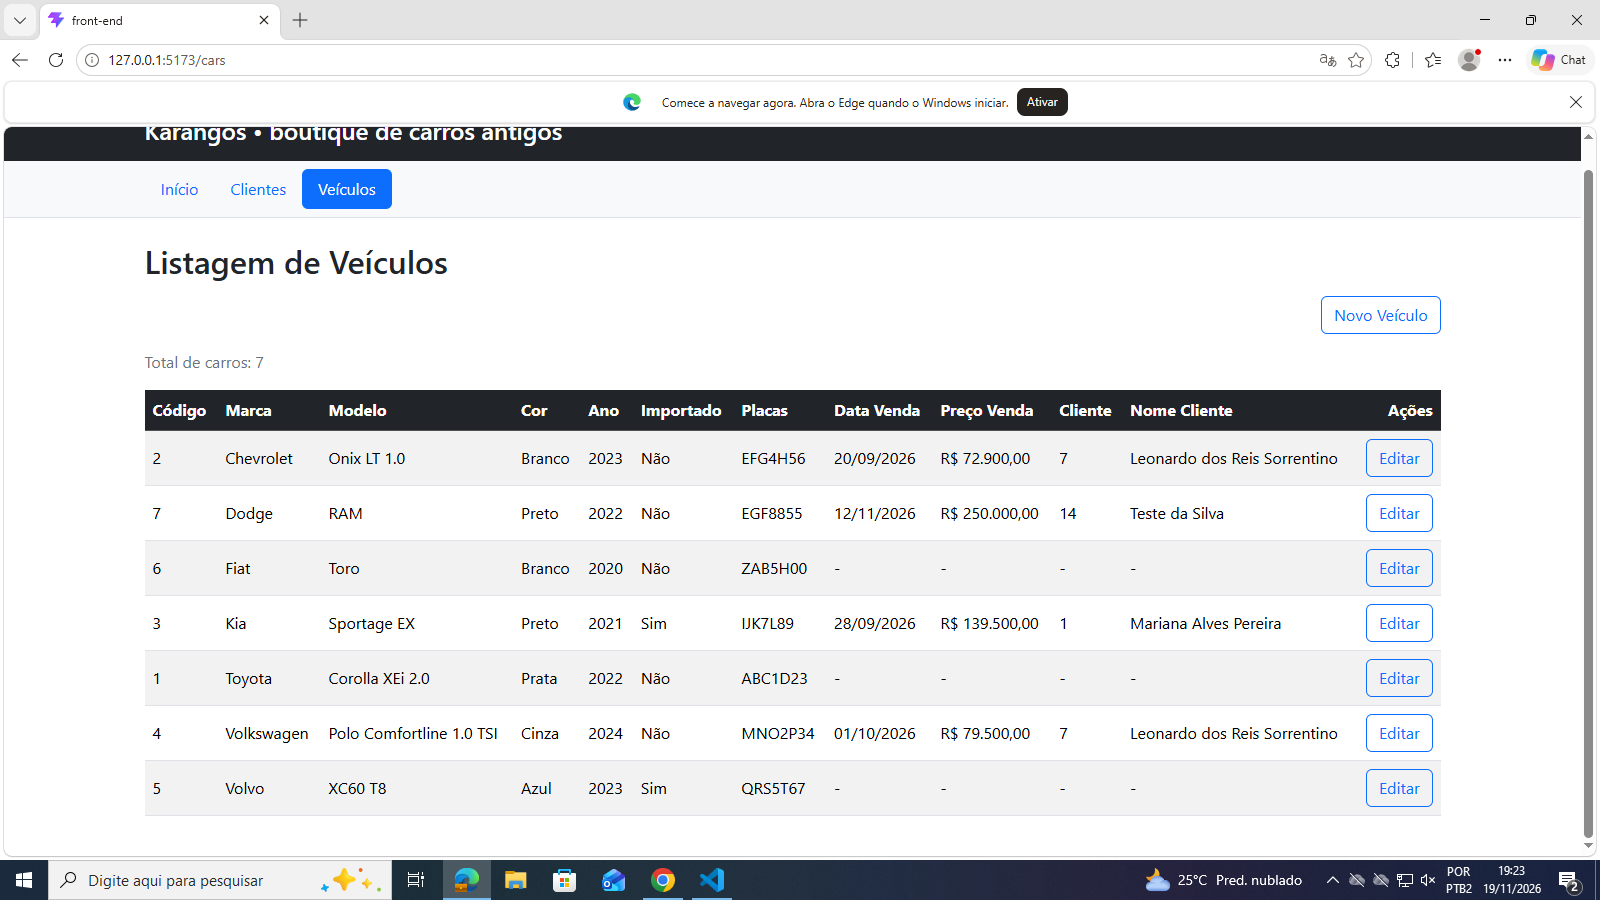 front-end
127.0.0.1:5173/cars
Chat
Comece a navegar agora. Abra o Edge quando o Windows iniciar. Ativar
Karangos • boutique de carros antigos
Início Clientes Veículos
Listagem de Veículos
Novo Veículo
Total de carros: 7
Código Marca Modelo Cor Ano Importado Placas Data Venda Preço Venda Cliente Nome Cliente Ações
2 Chevrolet Onix LT 1.0 Branco 2023 Não EFG4H56 20/09/2026 R$ 72.900,00 7 Leonardo dos Reis Sorrentino Editar
7 Dodge RAM Preto 2022 Não EGF8855 12/11/2026 R$ 250.000,00 14 Teste da Silva Editar
6 Fiat Toro Branco 2020 Não ZAB5H00 - - - - Editar
3 Kia Sportage EX Preto 2021 Sim IJK7L89 28/09/2026 R$ 139.500,00 1 Mariana Alves Pereira Editar
1 Toyota Corolla XEi 2.0 Prata 2022 Não ABC1D23 - - - - Editar
4 Volkswagen Polo Comfortline 1.0 TSI Cinza 2024 Não MNO2P34 01/10/2026 R$ 79.500,00 7 Leonardo dos Reis Sorrentino Editar
5 Volvo XC60 T8 Azul 2023 Sim QRS5T67 - - - - Editar
Digite aqui para pesquisar
25°C Pred. nublado
POR
PTB2
19:23
19/11/2026
2